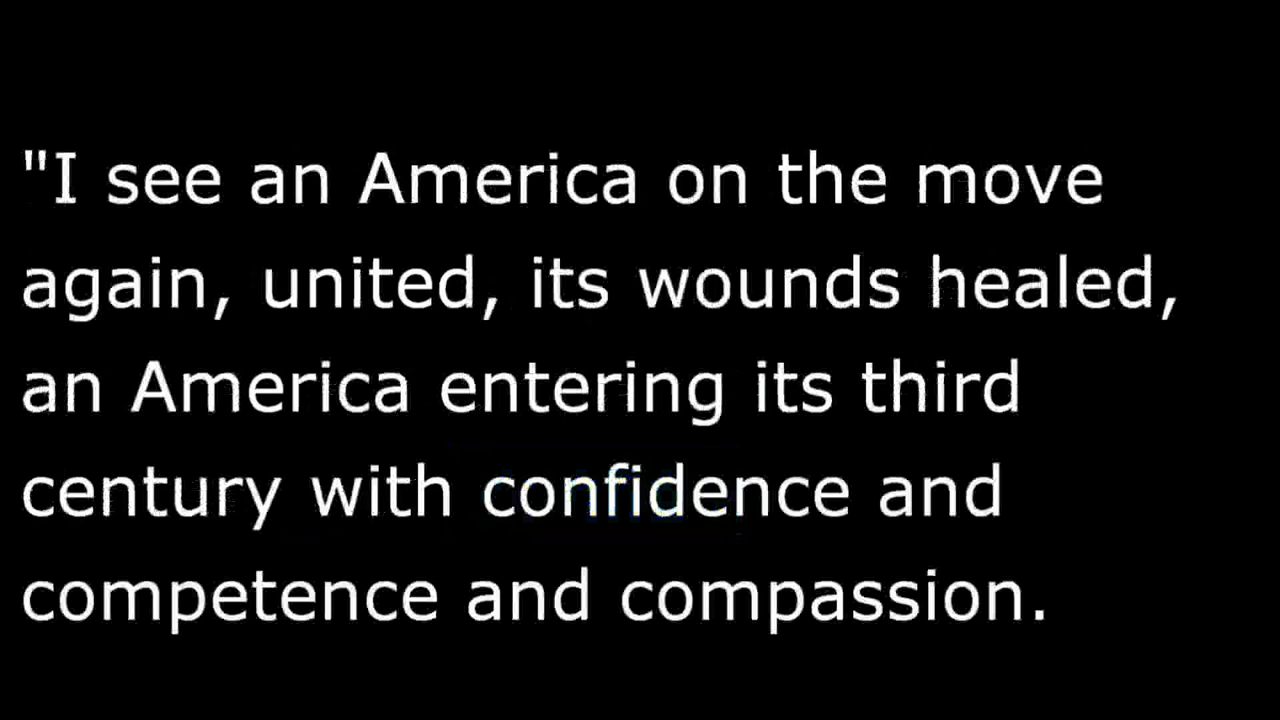 "I see an America on the move
again, united, its wounds healed,
an America entering its third
century with confidence and
competence and compassion.